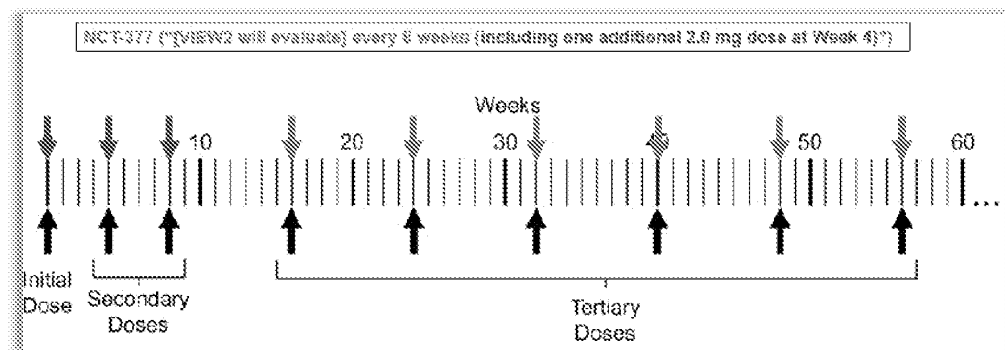 NCT-377 ("[VIEW2 will evaluate] every 8 weeks (including one additional 2.0 mg dose at Week 4)")
Weeks
10 20 30 40 50 60
...
Initial Dose
Secondary Doses
Tertiary Doses